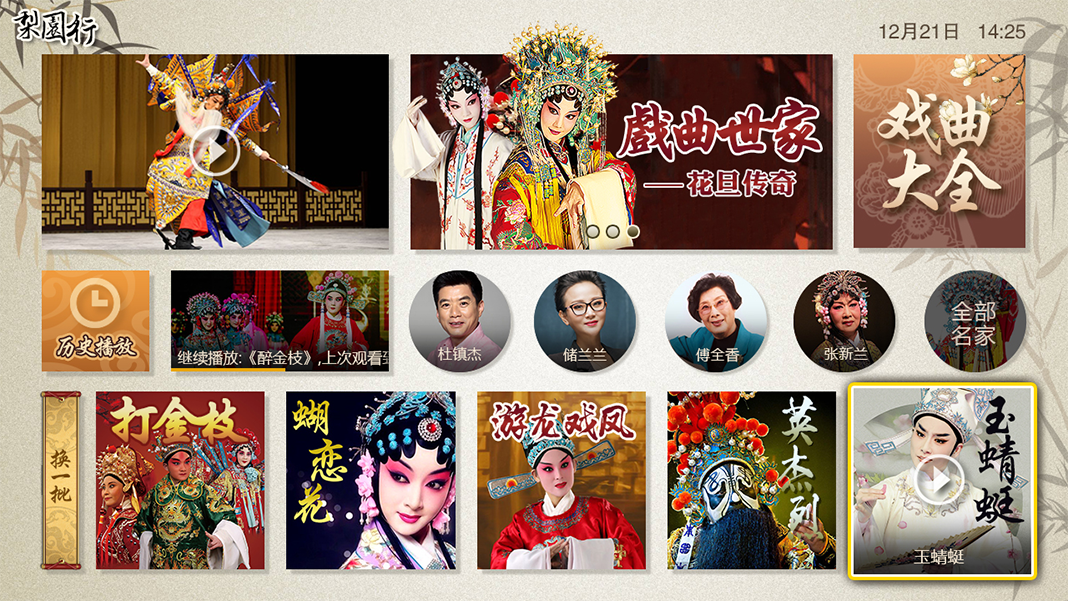 梨園行
12月21日 14:25
戲曲世家
——花旦传奇
戏曲
大全
历史播放
继续播放:《醉金枝》,上次观看到
杜镇杰
储兰兰
傅全香
张新兰
全部
名家
换一批
打金枝
蝴恋花
游龙戏凤
英杰烈
玉蜻蜓
玉蜻蜓